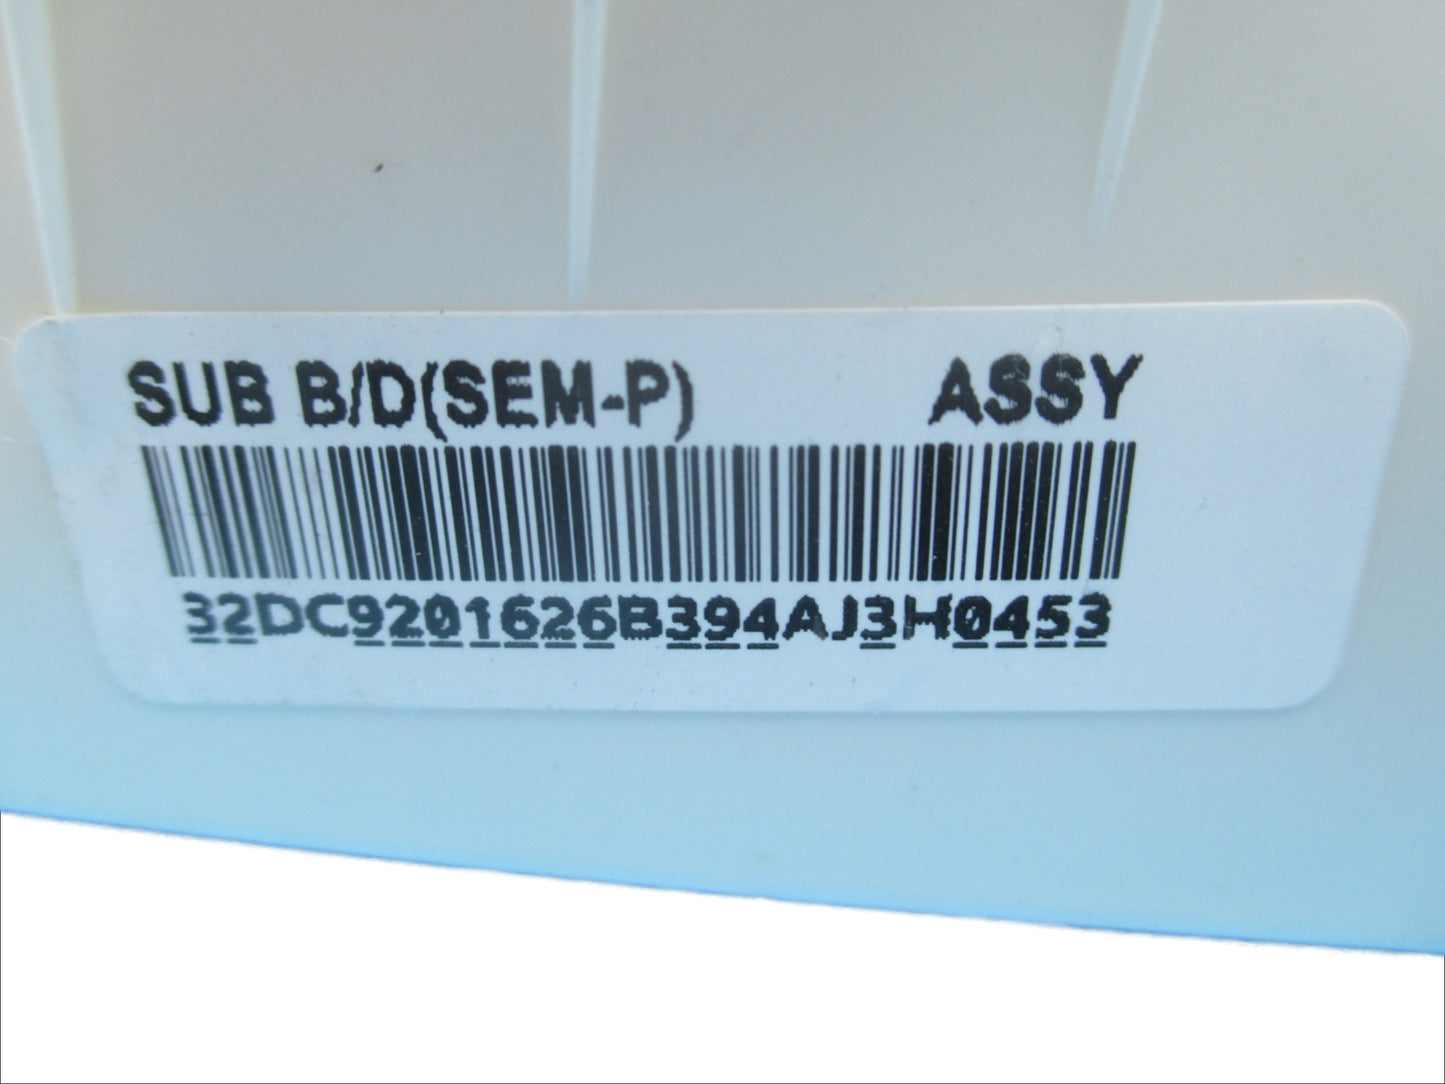 SUB B/D(SEM-P) ASSY
32DC9201626B394AJ3H0453